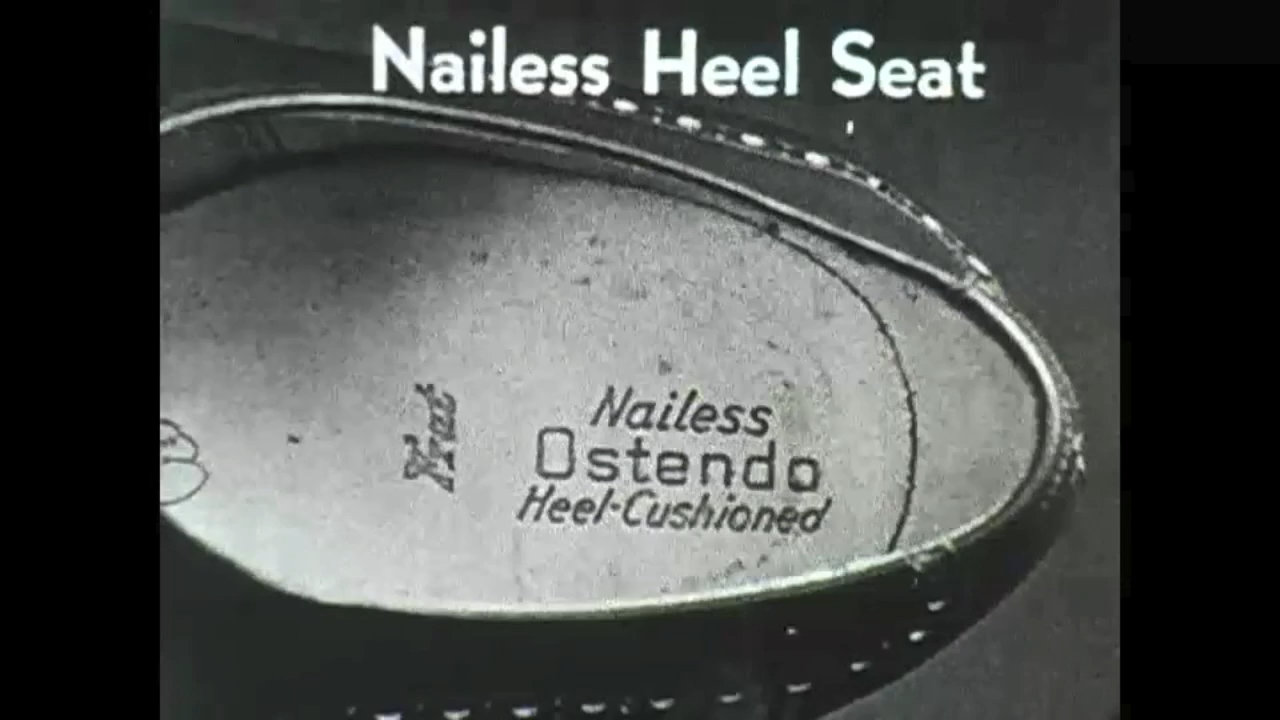 Nailess Heel Seat
Nailess
Ostendo
Heel-Cushioned